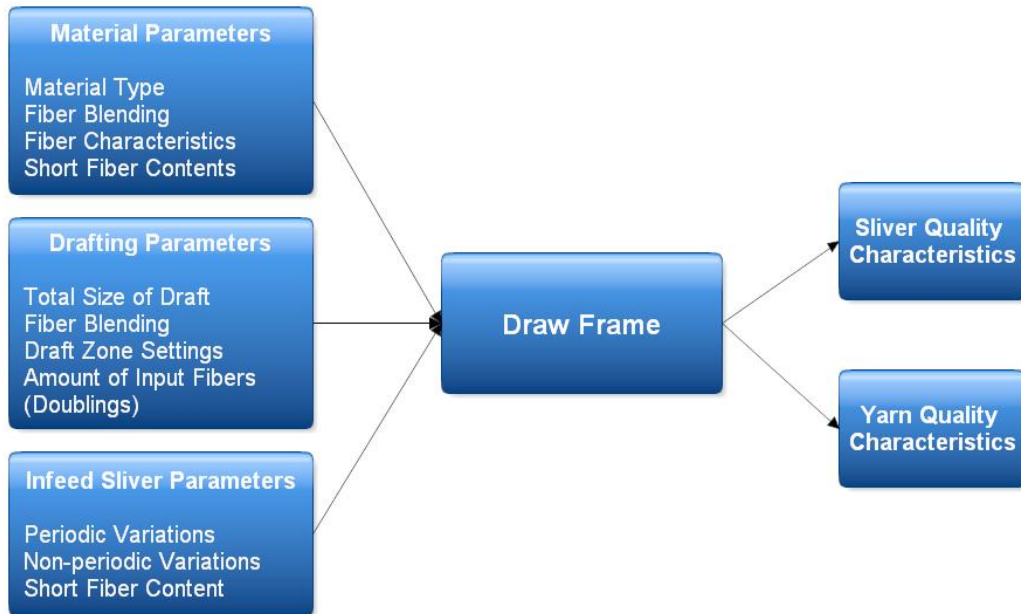 Material Parameters
Material Type
Fiber Blending
Fiber Characteristics
Short Fiber Contents
Drafting Parameters
Total Size of Draft
Fiber Blending
Draft Zone Settings
Amount of Input Fibers
(Doublings)
Infeed Sliver Parameters
Periodic Variations
Non-periodic Variations
Short Fiber Content
Draw Frame
Sliver Quality
Characteristics
Yarn Quality
Characteristics